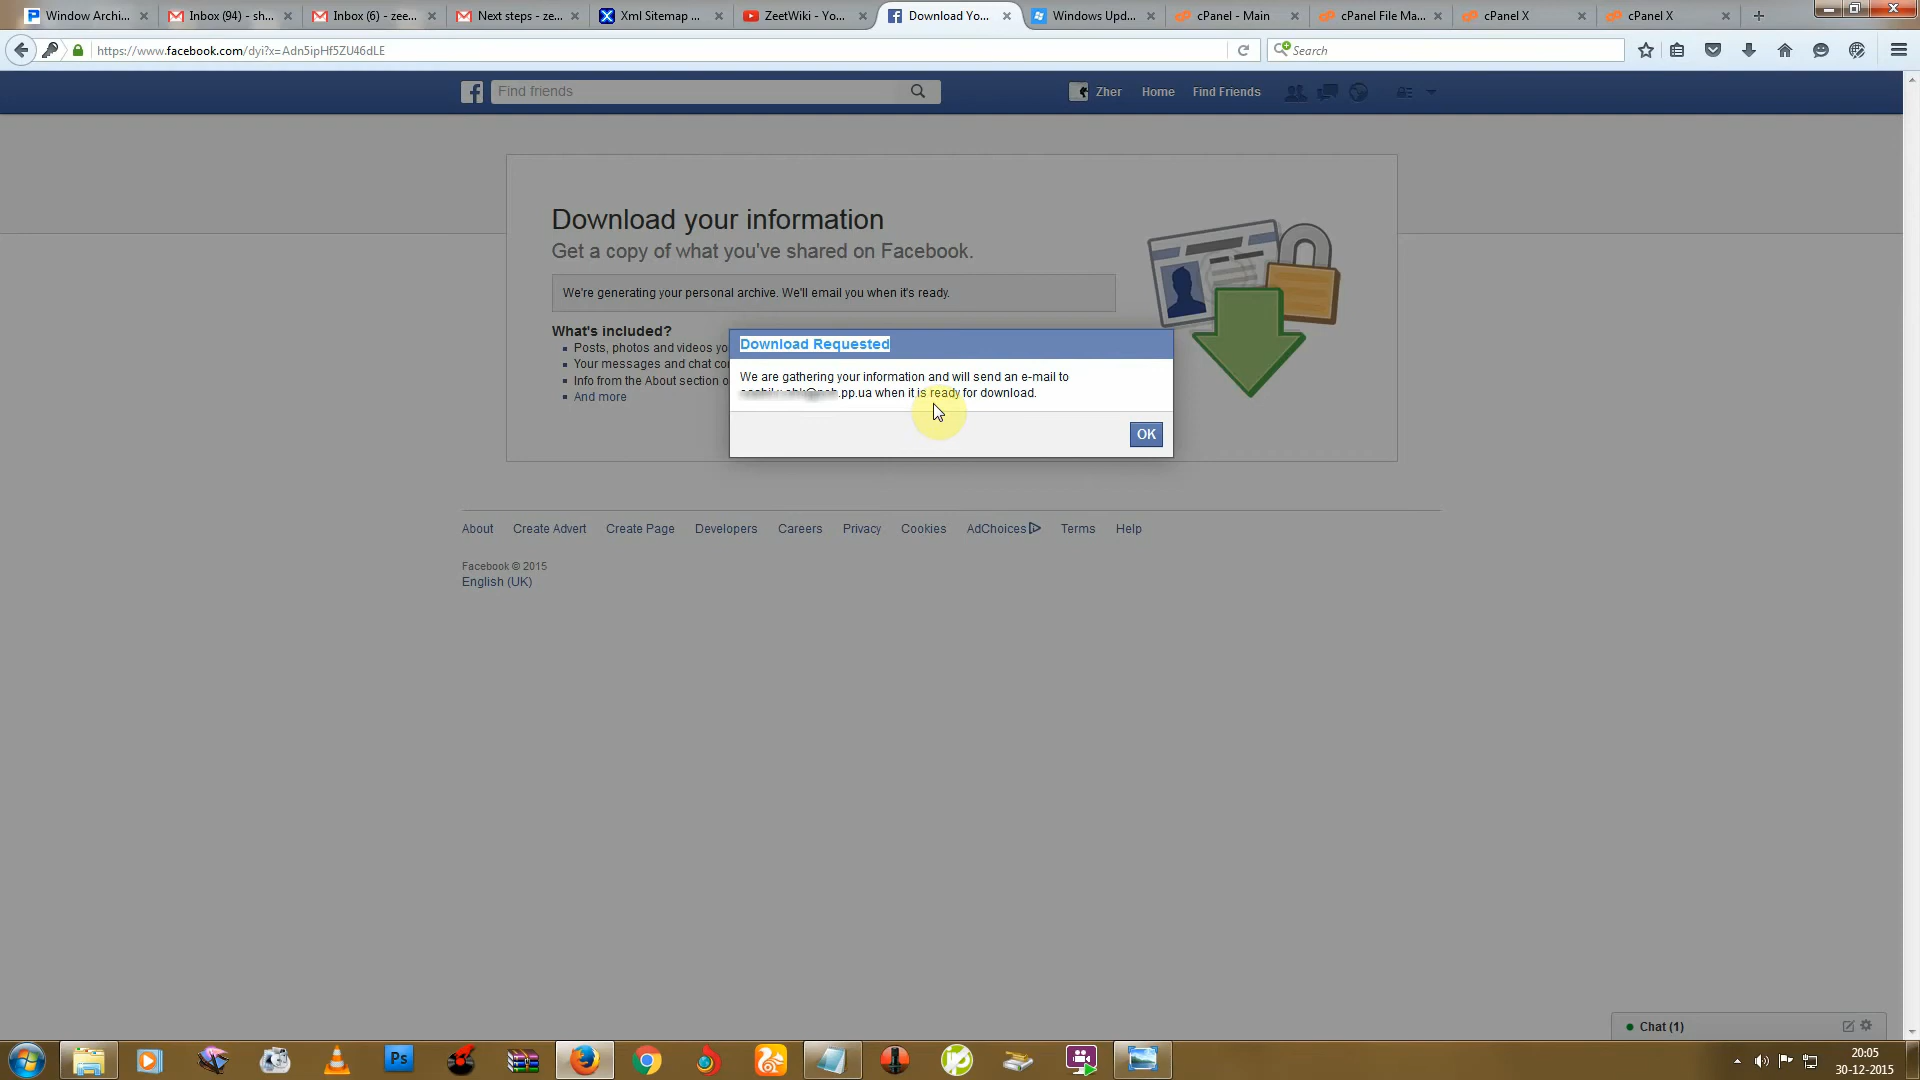 Window Archi...
Inbox (94) - sh...
Inbox (6) - zee...
Next steps - ze...
Xml Sitemap ...
ZeetWiki - Yo...
Download Yo...
Windows Upd...
cPanel - Main
cPanel File Ma...
cPanel X
cPanel X
https://www.facebook.com/dyi?x=Adn5ipHf5ZU46dLE
Search
Find friends
Zher
Home
Find Friends
Download your information
Get a copy of what you've shared on Facebook.
We're generating your personal archive. We'll email you when it's ready.
What's included?
Posts, photos and videos yo
Your messages and chat co
Info from the About section o
And more
Download Requested
We are gathering your information and will send an e-mail to
.pp.ua when it is ready for download.
OK
About Create Advert Create Page Developers Careers Privacy Cookies AdChoices Terms Help
Facebook © 2015
English (UK)
Chat (1)
Ps
20:05
30-12-2015